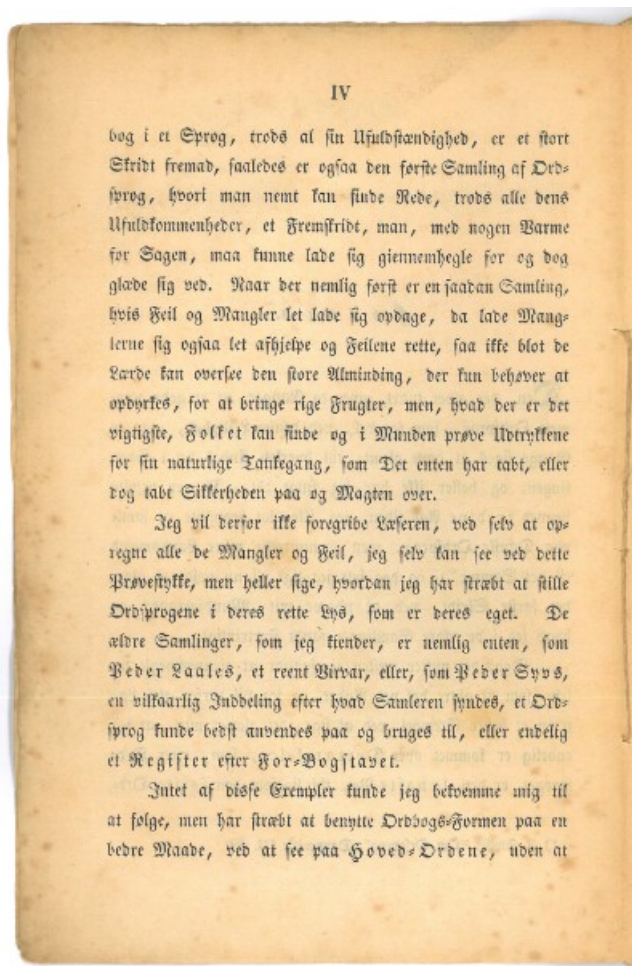 IV
bog i et Sprog, trods al sin Ufuldstændighed, er et stort
Skridt fremad, saaledes er ogsaa den første Samling af Ord⸗
sprog, hvori man nemt kan finde Rede, trods alle dens
Ufuldkommenheder, et Fremskridt, man, med nogen Varme
for Sagen, maa kunne lade sig giennemhegle for og dog
glæde sig ved. Naar der nemlig først er en saadan Samling,
hvis Feil og Mangler let lade sig opdage, da lade Mang⸗
lerne sig ogsaa let afhjelpe og Feilene rette, saa ikke blot de
Lærde kan oversee den store Alminding, der kun behøver at
opdyrkes, for at bringe rige Frugter, men, hvad der er det
vigtigste, Folket kan finde og i Munden prøve Udtrykkene
for sin naturlige Tankegang, som Det enten har tabt, eller
dog tabt Sikkerheden paa og Magten over.
Jeg vil derfor ikke foregribe Læseren, ved selv at op⸗
regne alle de Mangler og Feil, jeg selv kan see ved dette
Prøvestykke, men heller sige, hvordan jeg har stræbt at stille
Ordsprogene i deres rette Lys, som er deres eget. De
ældre Samlinger, som jeg kiender, er nemlig enten, som
Peder Laales, et reent Virvar, eller, som Peder Syvs,
en vilkaarlig Inddeling efter hvad Samleren syndes, et Ord⸗
sprog kunde bedst anvendes paa og bruges til, eller endelig
et Register efter For⸗Bogstavet.
Intet af disse Exempler kunde jeg bekvemme mig til
at følge, men har stræbt at benytte Ordbogs⸗Formen paa en
bedre Maade, ved at see paa Hoved⸗Ordene, uden at